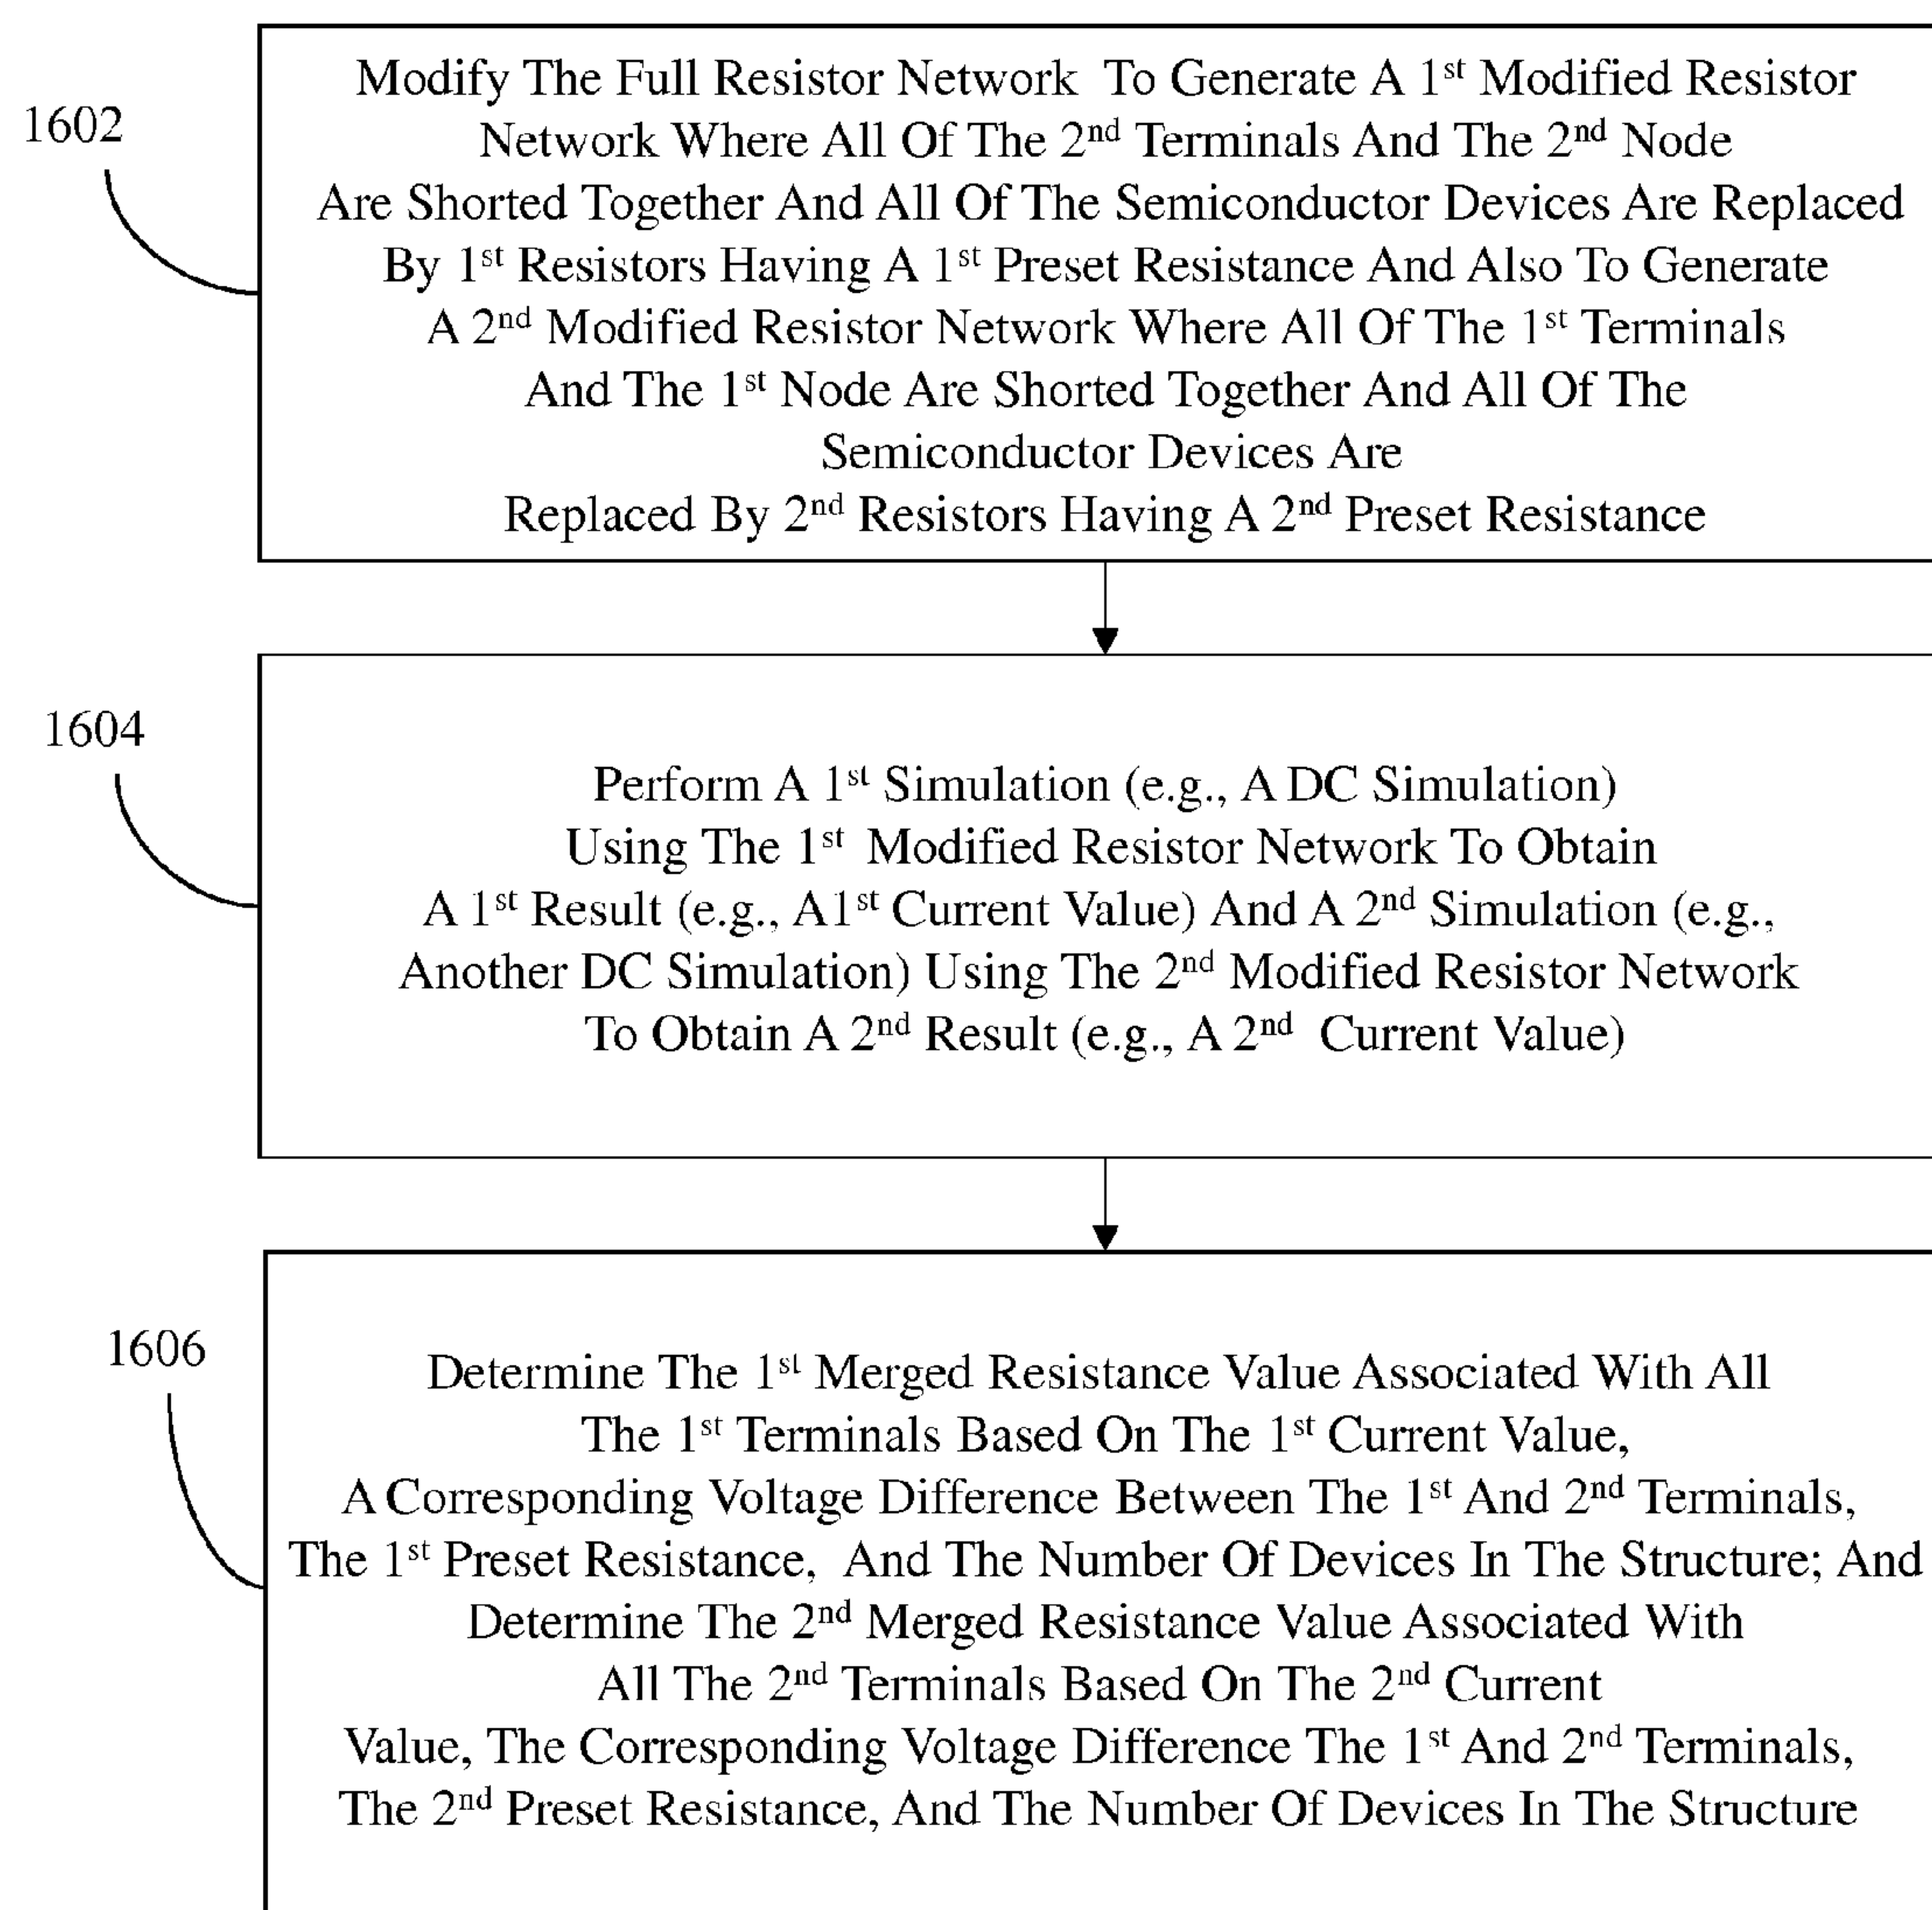 1602
Modify The Full Resistor Network To Generate A 1st Modified Resistor
Network Where All Of The 2nd Terminals And The 2nd Node
Are Shorted Together And All Of The Semiconductor Devices Are Replaced
By 1st Resistors Having A 1st Preset Resistance And Also To Generate
A 2nd Modified Resistor Network Where All Of The 1st Terminals
And The 1st Node Are Shorted Together And All Of The
Semiconductor Devices Are
Replaced By 2nd Resistors Having A 2nd Preset Resistance
1604
Perform A 1st Simulation (e.g., A DC Simulation)
Using The 1st Modified Resistor Network To Obtain
A 1st Result (e.g., A1st Current Value) And A 2nd Simulation (e.g.,
Another DC Simulation) Using The 2nd Modified Resistor Network
To Obtain A 2nd Result (e.g., A 2nd Current Value)
1606
Determine The 1st Merged Resistance Value Associated With All
The 1st Terminals Based On The 1st Current Value,
A Corresponding Voltage Difference Between The 1st And 2nd Terminals,
The 1st Preset Resistance, And The Number Of Devices In The Structure; And
Determine The 2nd Merged Resistance Value Associated With
All The 2nd Terminals Based On The 2nd Current
Value, The Corresponding Voltage Difference The 1st And 2nd Terminals,
The 2nd Preset Resistance, And The Number Of Devices In The Structure